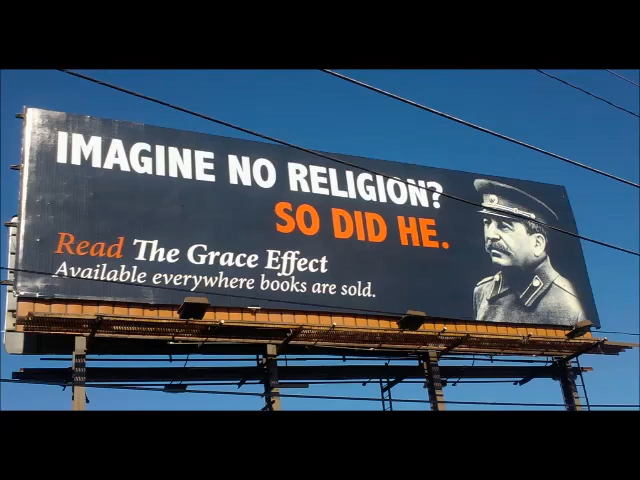 IMAGINE NO RELIGION?
SO DID HE.
Read The Grace Effect
Available everywhere books are sold.